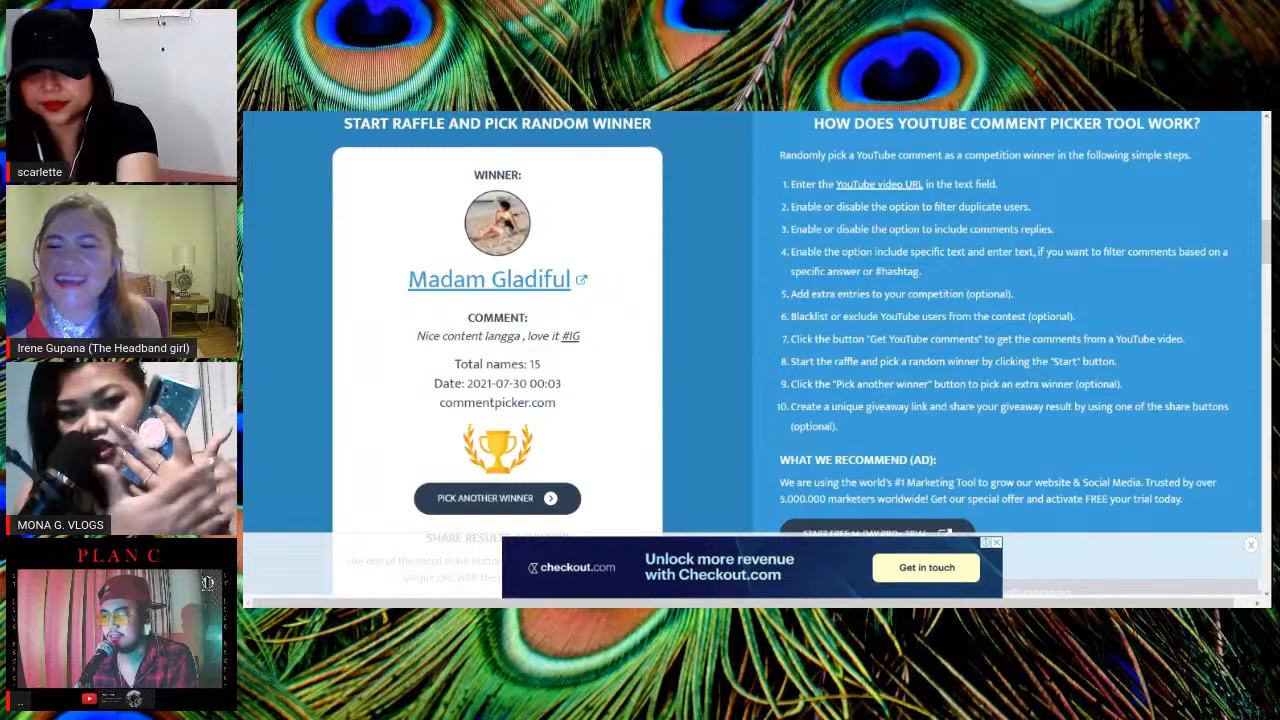 scarlette
Irene Gupana (The Headband girl)
MONA G. VLOGS
PLAN C
..
START RAFFLE AND PICK RANDOM WINNER
WINNER:
Madam Gladiful
COMMENT:
Nice content langga , love it #IG
Total names: 15
Date: 2021-07-30 00:03
commentpicker.com
PICK ANOTHER WINNER
HOW DOES YOUTUBE COMMENT PICKER TOOL WORK?
Randomly pick a YouTube comment as a competition winner in the following simple steps.
1. Enter the YouTube video URL in the text field.
2. Enable or disable the option to filter duplicate users.
3. Enable or disable the option to include comments replies.
4. Enable the option include specific text and enter text, if you want to filter comments based on a
specific answer or #hashtag.
5. Add extra entries to your competition (optional).
6. Blacklist or exclude YouTube users from the contest (optional).
7. Click the button "Get YouTube comments" to get the comments from a YouTube video.
8. Start the raffle and pick a random winner by clicking the "Start" button.
9. Click the "Pick another winner" button to pick an extra winner (optional).
10. Create a unique giveaway link and share your giveaway result by using one of the share buttons
(optional).
WHAT WE RECOMMEND (AD):
We are using the world's #1 Marketing Tool to grow our website & Social Media. Trusted by over
5.000.000 marketers worldwide! Get our special offer and activate FREE your trial today.
checkout.com
Unlock more revenue
with Checkout.com
Get in touch